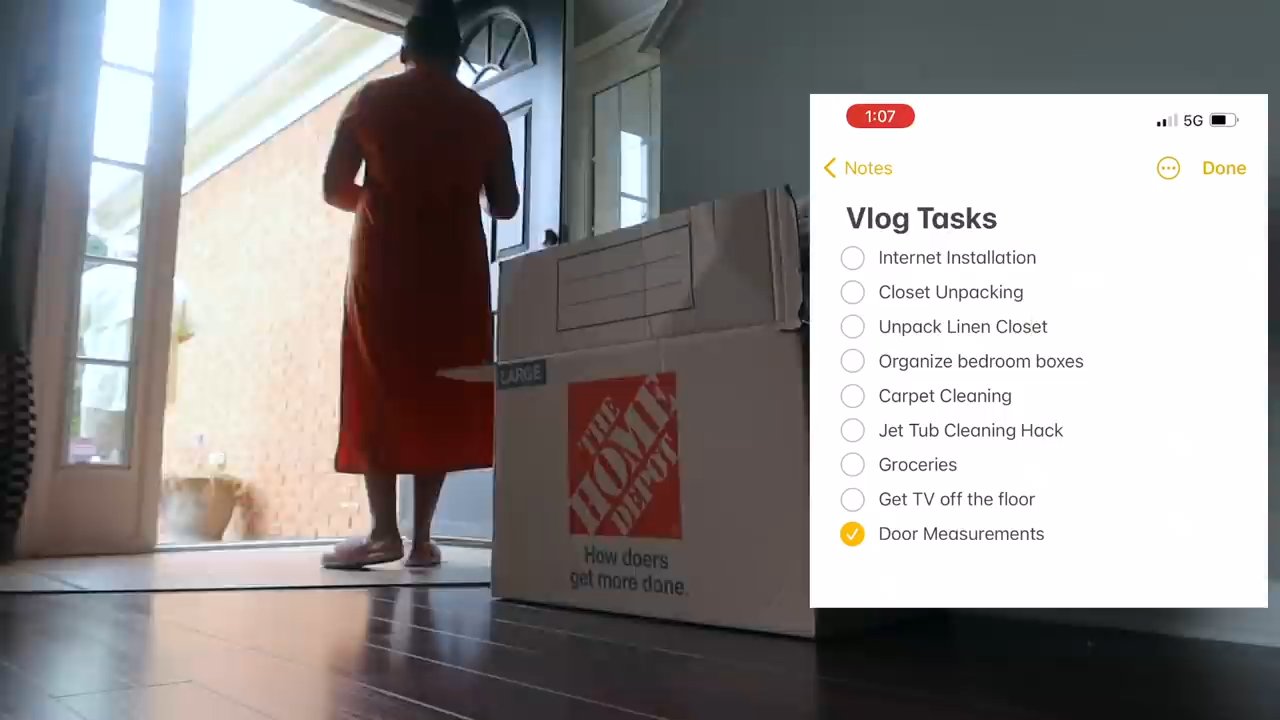 1:07
5G
Notes
Done
Vlog Tasks
Internet Installation
Closet Unpacking
Unpack Linen Closet
Organize bedroom boxes
Carpet Cleaning
Jet Tub Cleaning Hack
Groceries
Get TV off the floor
Door Measurements
LARGE
THE
HOME
DEPOT
How doers
get more done.